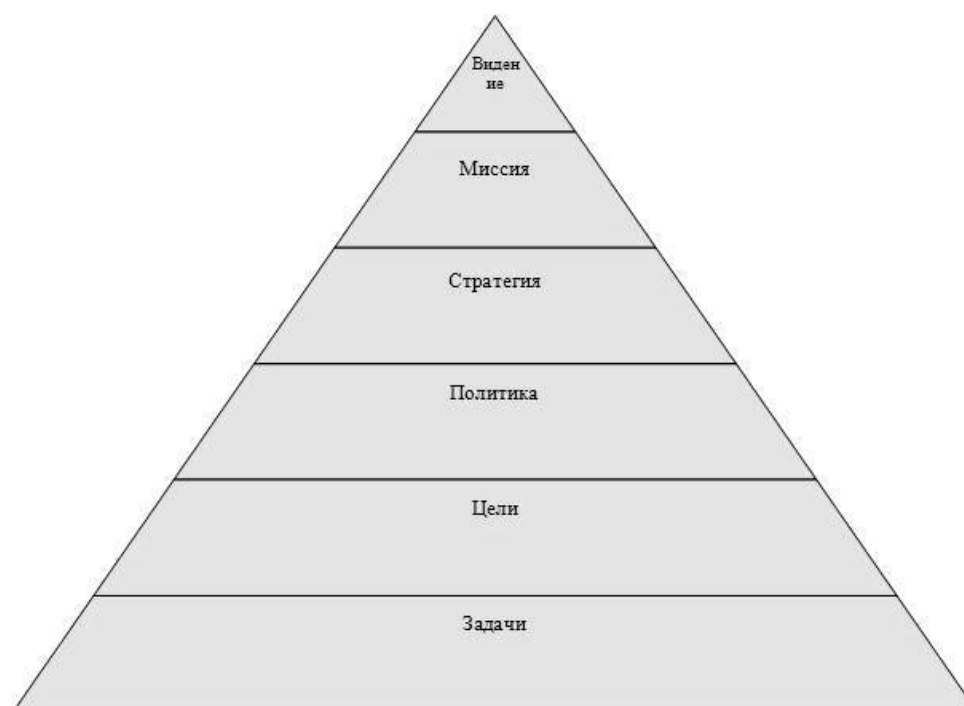 Виден
ие
Миссия
Стратегия
Политика
Цели
Задачи